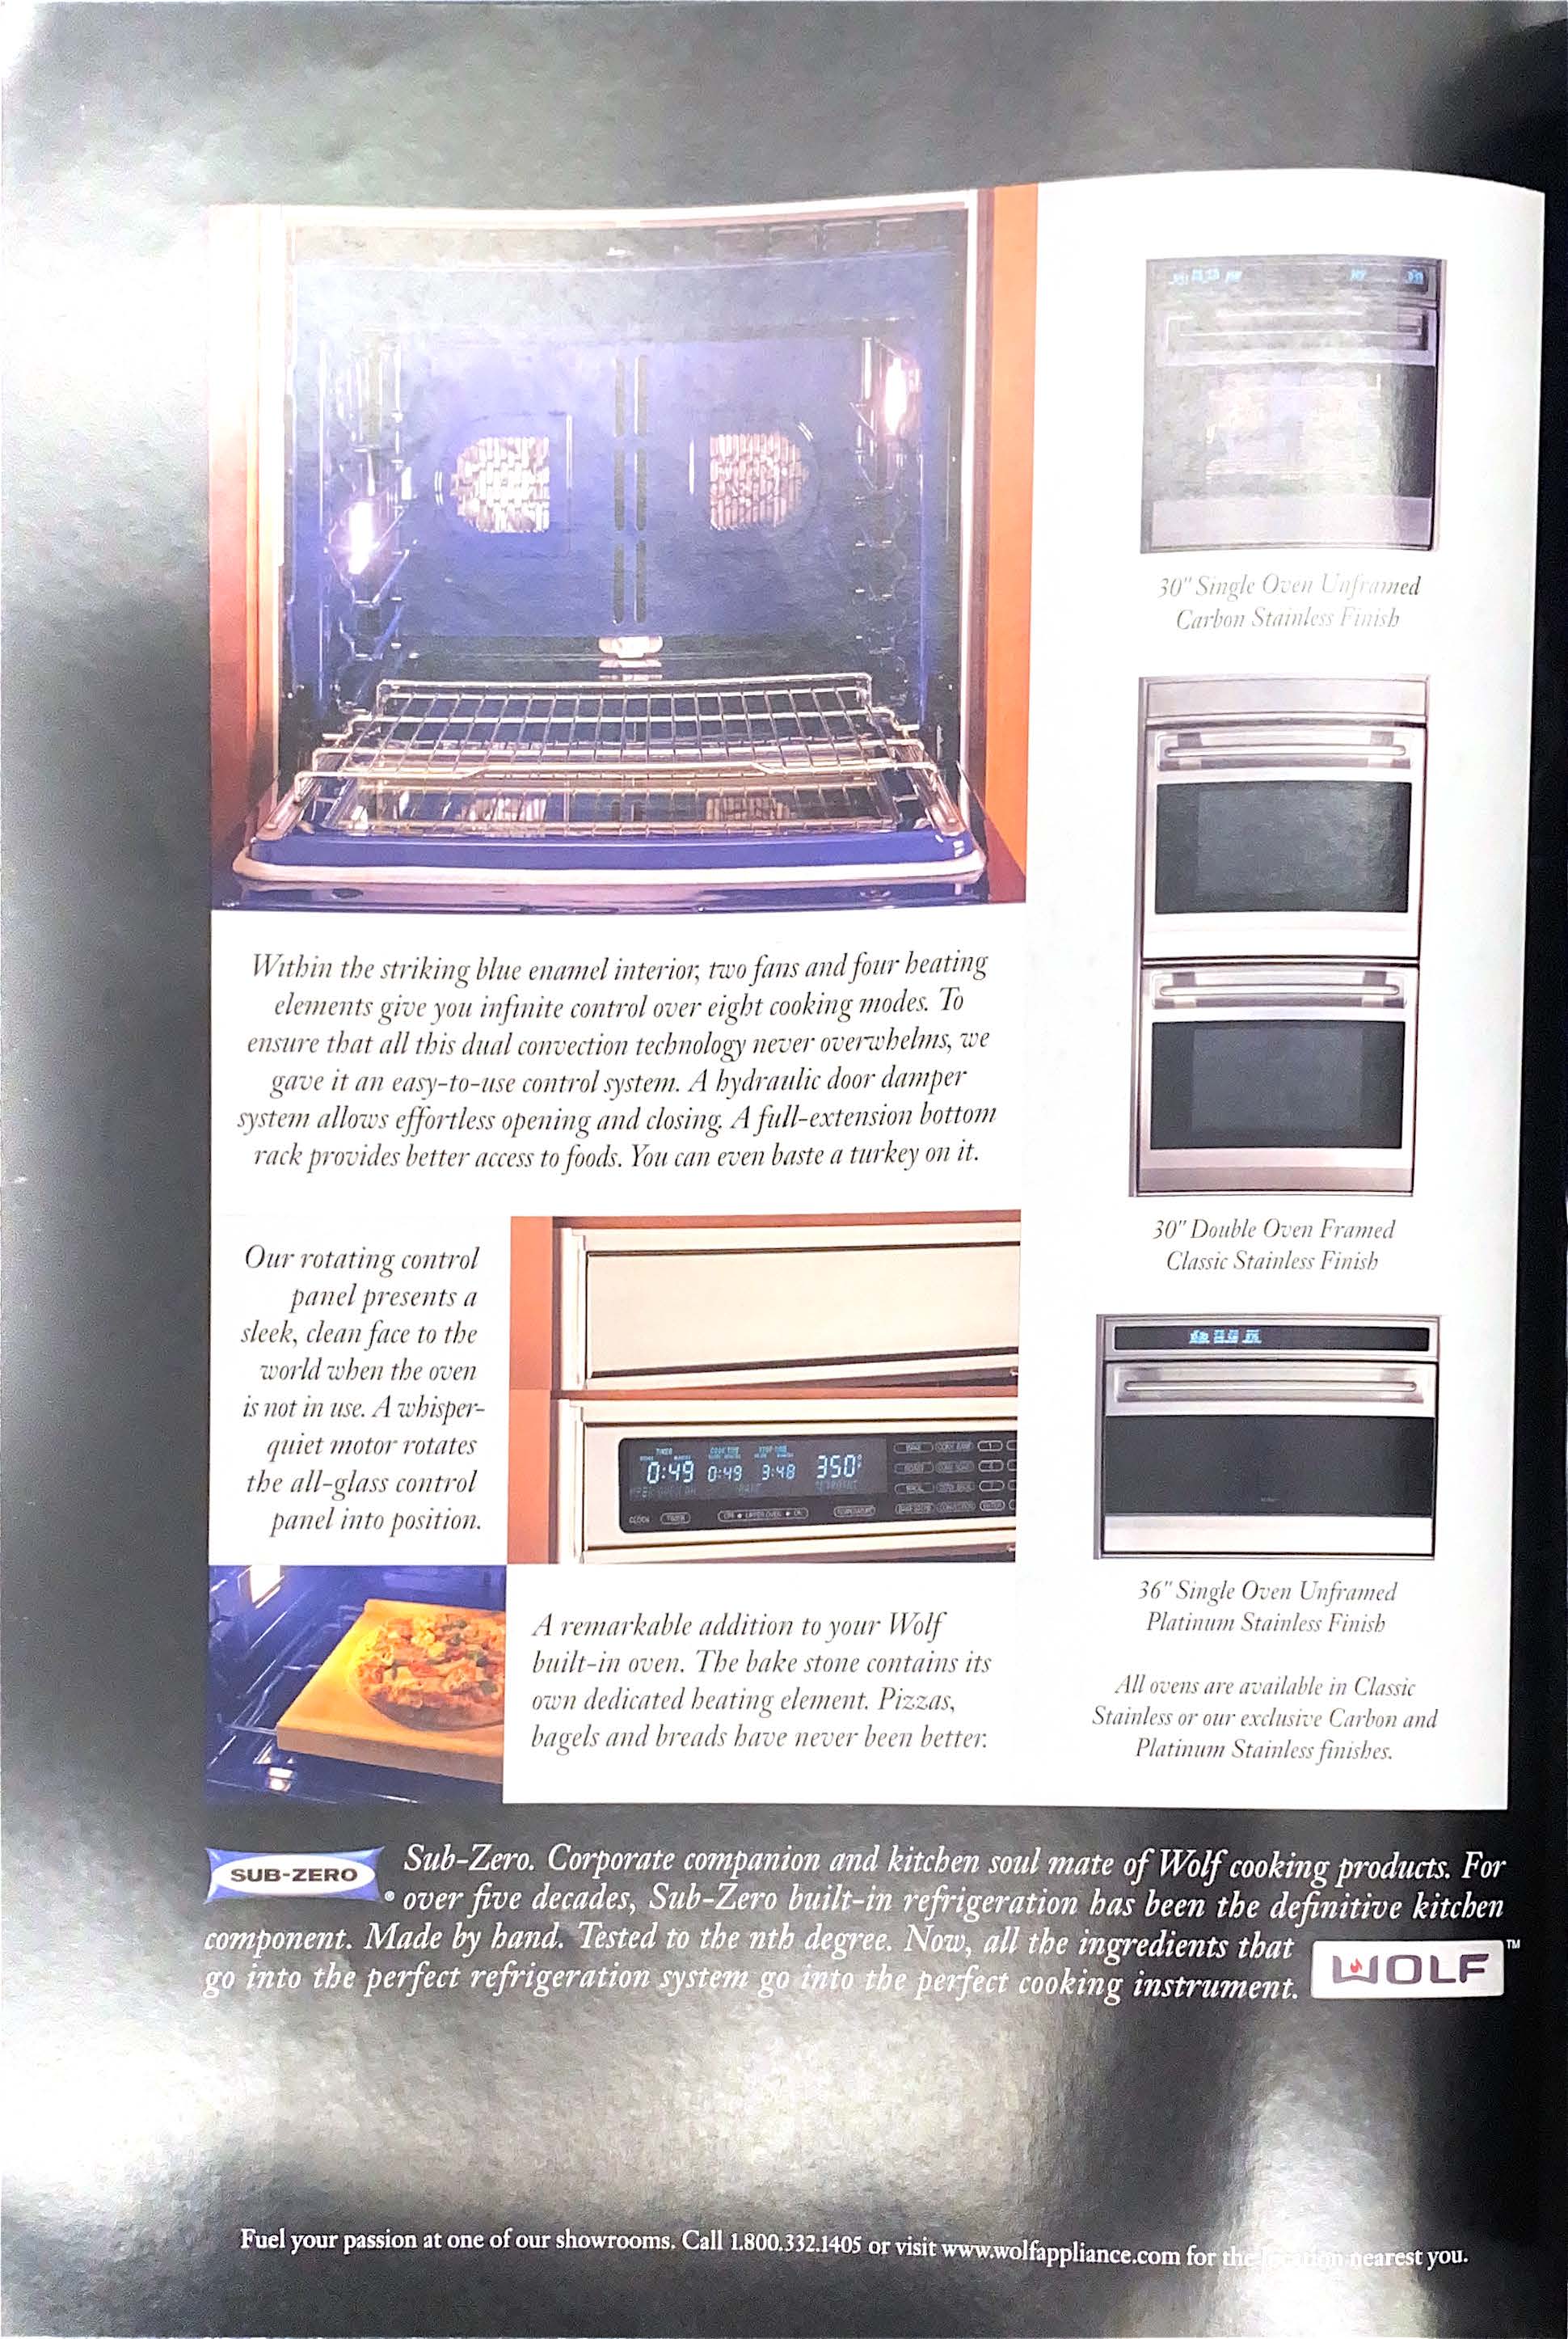 Within the striking blue enamel interior, two fans and four heating
elements give you infinite control over eight cooking modes. To
ensure that all this dual convection technology never overwhelms, we
gave it an easy-to-use control system. A hydraulic door damper
system allows effortless opening and closing. A full-extension bottom
rack provides better access to foods. You can even baste a turkey on it.
Our rotating control
panel presents a
sleek, clean face to the
world when the oven
is not in use. A whisper-
quiet motor rotates
the all-glass control
panel into position.
TIMER COOK TIME STOP TIME
0:49 0:49 3:48 350°
CLOCK TIMER
TEMPERATURE
A remarkable addition to your Wolf
built-in oven. The bake stone contains its
own dedicated heating element. Pizzas,
bagels and breads have never been better.
30" Single Oven Unframed
Carbon Stainless Finish
30" Double Oven Framed
Classic Stainless Finish
36" Single Oven Unframed
Platinum Stainless Finish
All ovens are available in Classic
Stainless or our exclusive Carbon and
Platinum Stainless finishes.
SUB-ZERO ®
Sub-Zero. Corporate companion and kitchen soul mate of Wolf cooking products. For
over five decades, Sub-Zero built-in refrigeration has been the definitive kitchen
component. Made by hand. Tested to the nth degree. Now, all the ingredients that
go into the perfect refrigeration system go into the perfect cooking instrument.
WOLF ™
Fuel your passion at one of our showrooms. Call 1.800.332.1405 or visit www.wolfappliance.com for the location nearest you.